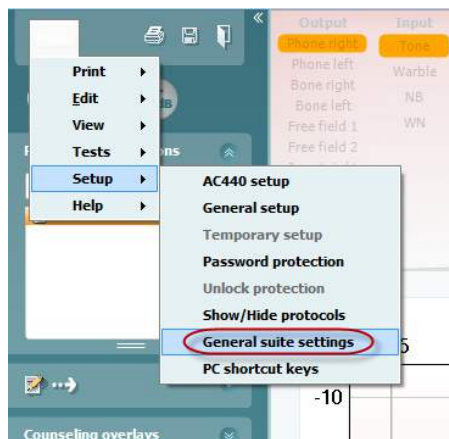 Output
Input
Phone right
Tone
Phone left
Warble
Bone right
NB
Bone left
WN
Free field 1
Free field 2
Print
Edit
View
Tests
Setup
Help
AC440 setup
General setup
Temporary setup
Password protection
Unlock protection
Show/Hide protocols
General suite settings
PC shortcut keys
-10
Counseling overlays